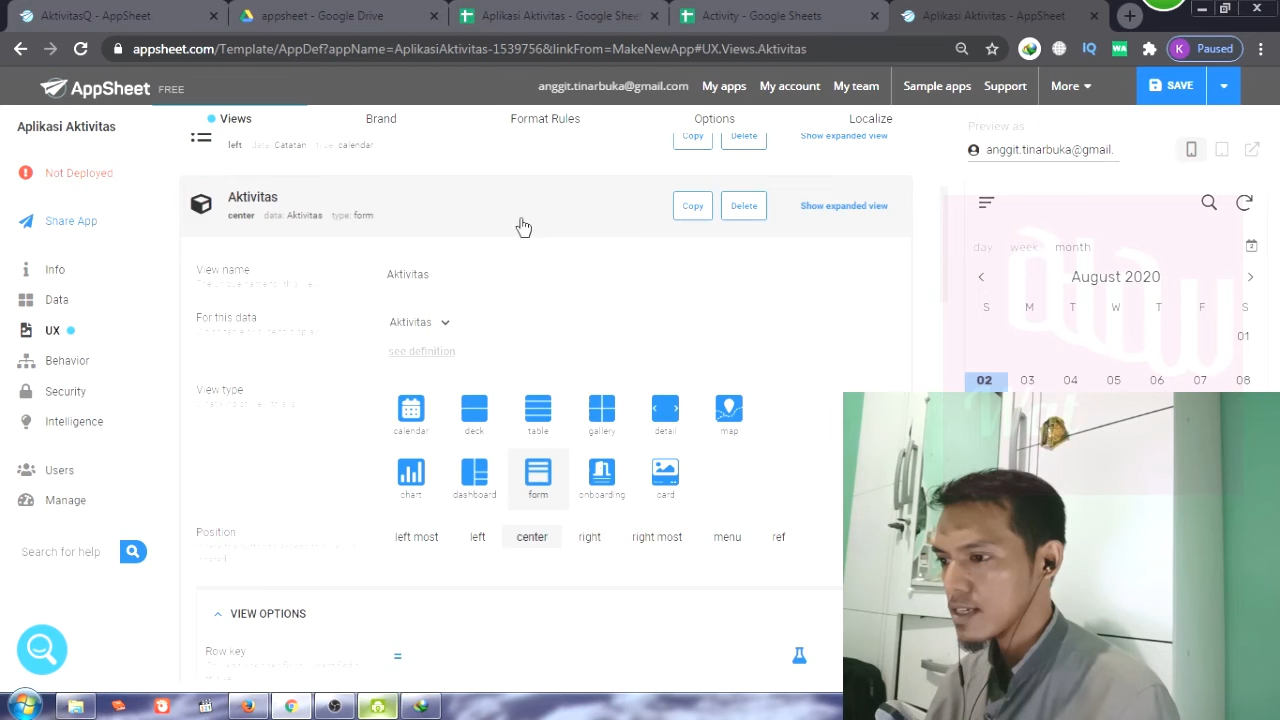 AktivitasQ - AppSheet
appsheet - Google Drive
Aplikasi Aktivitas - Google Shee
Activity - Google Sheets
Aplikasi Aktivitas - AppSheet
appsheet.com/Template/AppDef?appName=AplikasiAktivitas-1539756&linkFrom=MakeNewApp#UX.Views.Aktivitas
IQ
WA
K Paused
AppSheet FREE
anggit.tinarbuka@gmail.com
My apps
My account
My team
Sample apps
Support
More
SAVE
Aplikasi Aktivitas
Views
Brand
Format Rules
Options
Localize
Not Deployed
Share App
Info
Data
UX
Behavior
Security
Intelligence
Users
Manage
Search for help
left data: Catatan type: calendar
Copy
Delete
Show expanded view
Aktivitas
center data: Aktivitas type: form
Copy
Delete
Show expanded view
View name
Aktivitas
For this data
Aktivitas
see definition
View type
calendar
deck
table
gallery
detail
map
chart
dashboard
form
onboarding
card
Position
left most
left
center
right
right most
menu
ref
VIEW OPTIONS
Row key
=
Preview as
anggit.tinarbuka@gmail.
day week month
August 2020
S M T W T F S
01
02 03 04 05 06 07 08